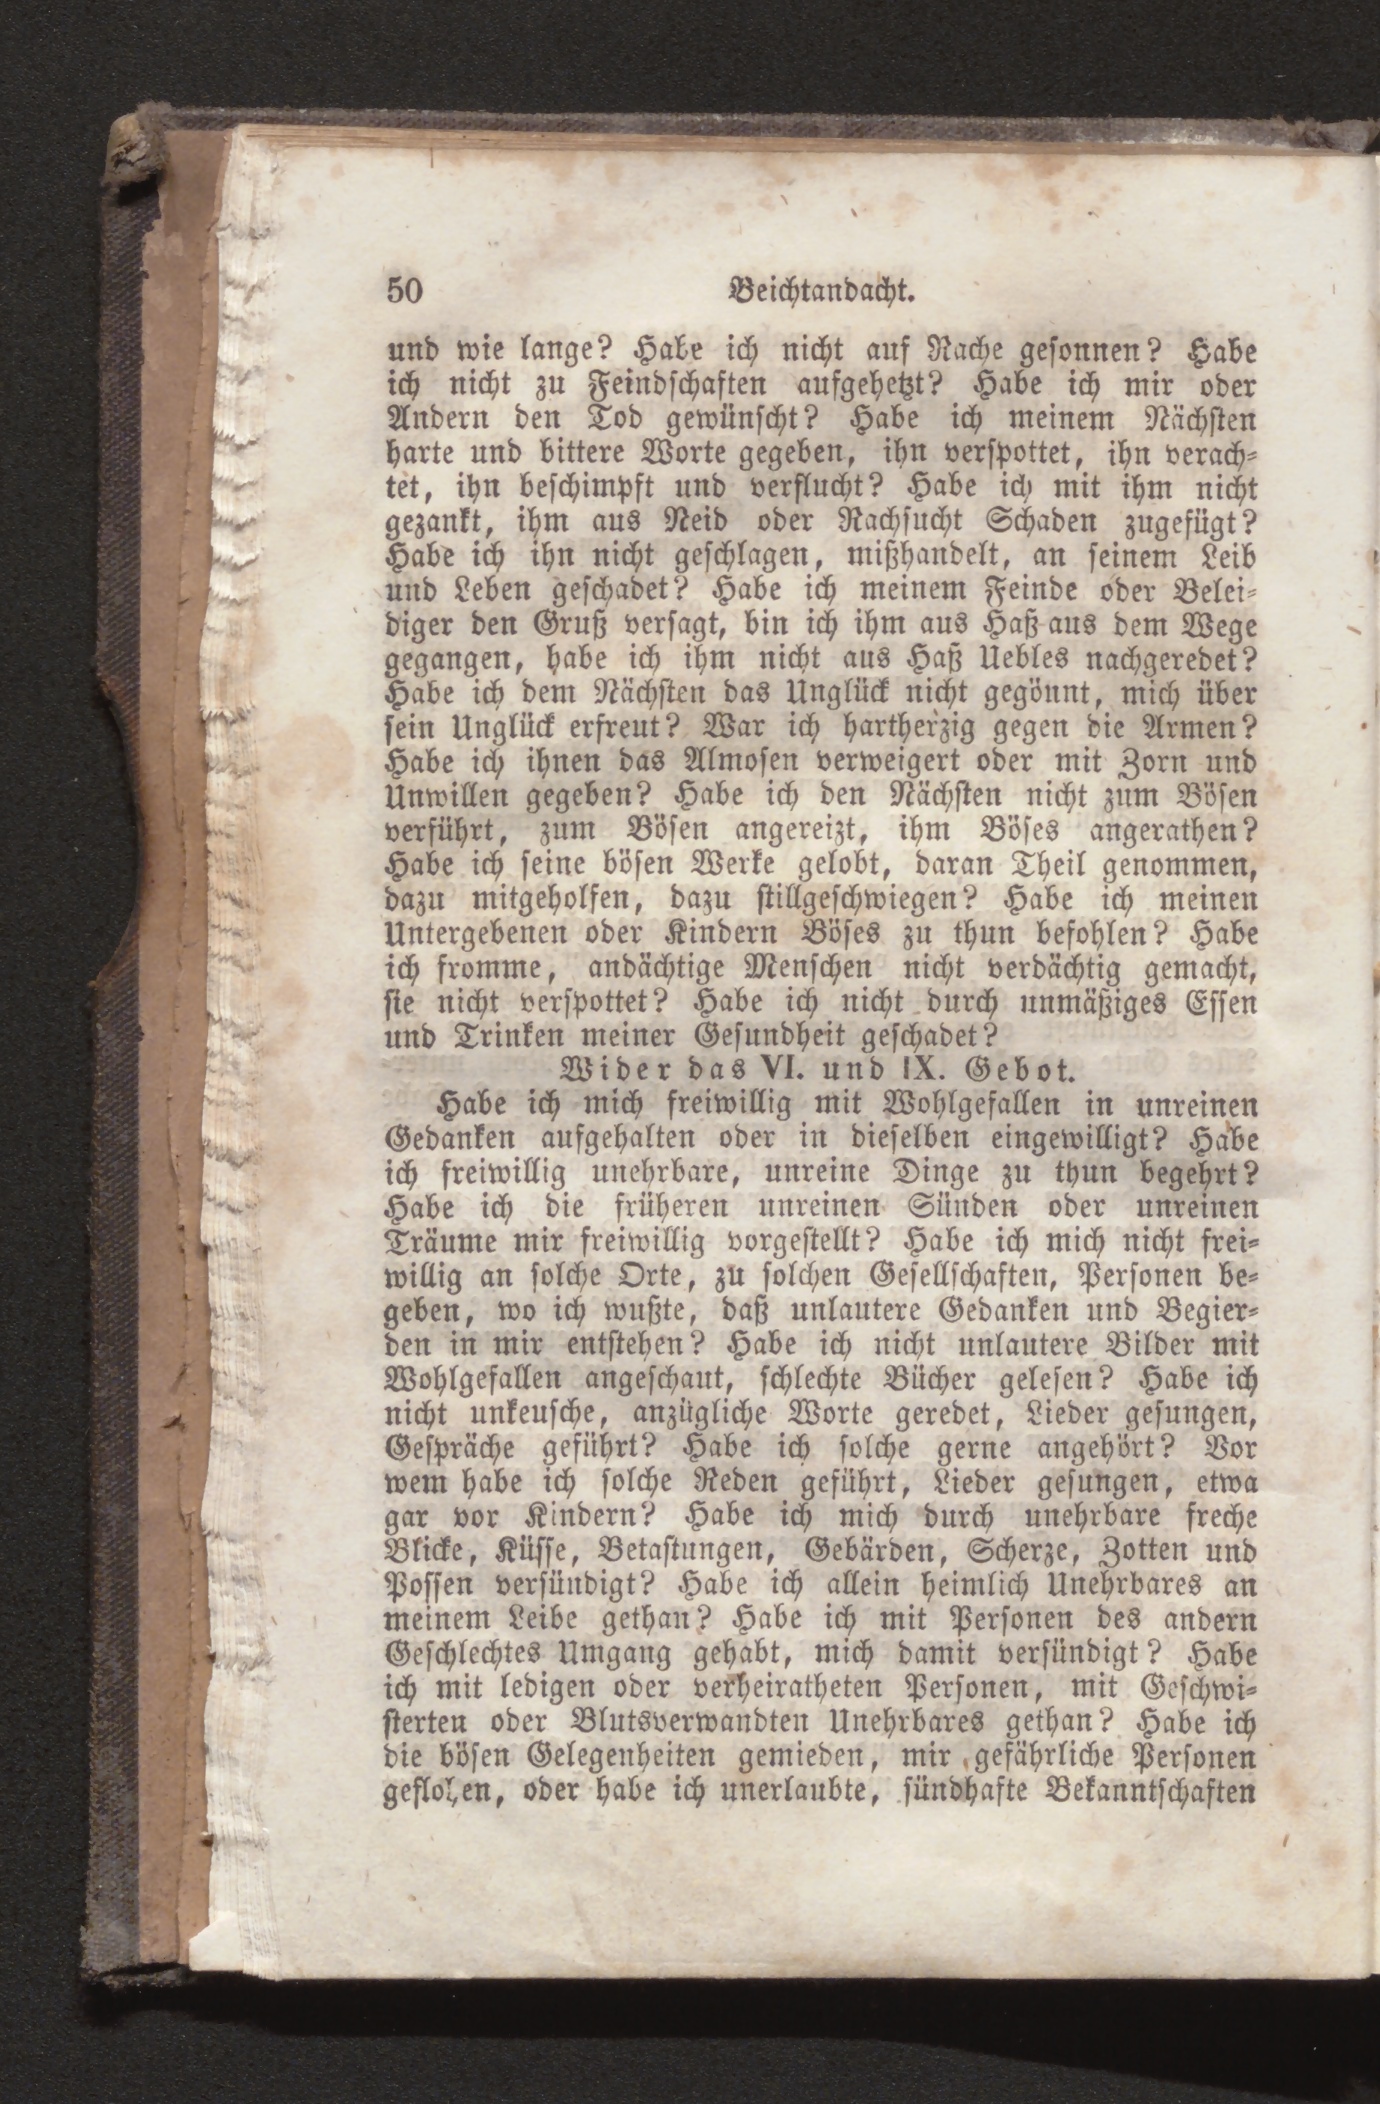 50 Beichtandacht.
und wie lange? Habe ich nicht auf Rache gesonnen? Habe
ich nicht zu Feindschaften aufgehetzt? Habe ich mir oder
Andern den Tod gewünscht? Habe ich meinem Nächsten
harte und bittere Worte gegeben, ihn verspottet, ihn verach-
tet, ihn beschimpft und verflucht? Habe ich mit ihm nicht
gezankt, ihm aus Neid oder Rachsucht Schaden zugefügt?
Habe ich ihn nicht geschlagen, mißhandelt, an seinem Leib
und Leben geschadet? Habe ich meinem Feinde oder Belei-
diger den Gruß versagt, bin ich ihm aus Haß aus dem Wege
gegangen, habe ich ihm nicht aus Haß Uebles nachgeredet?
Habe ich dem Nächsten das Unglück nicht gegönnt, mich über
sein Unglück erfreut? War ich hartherzig gegen die Armen?
Habe ich ihnen das Almosen verweigert oder mit Zorn und
Unwillen gegeben? Habe ich den Nächsten nicht zum Bösen
verführt, zum Bösen angereizt, ihm Böses angerathen?
Habe ich seine bösen Werke gelobt, daran Theil genommen,
dazu mitgeholfen, dazu stillgeschwiegen? Habe ich meinen
Untergebenen oder Kindern Böses zu thun befohlen? Habe
ich fromme, andächtige Menschen nicht verdächtig gemacht,
sie nicht verspottet? Habe ich nicht durch unmäßiges Essen
und Trinken meiner Gesundheit geschadet?
Wider das VI. und IX. Gebot.
Habe ich mich freiwillig mit Wohlgefallen in unreinen
Gedanken aufgehalten oder in dieselben eingewilligt? Habe
ich freiwillig unehrbare, unreine Dinge zu thun begehrt?
Habe ich die früheren unreinen Sünden oder unreinen
Träume mir freiwillig vorgestellt? Habe ich mich nicht frei-
willig an solche Orte, zu solchen Gesellschaften, Personen be-
geben, wo ich wußte, daß unlautere Gedanken und Begier-
den in mir entstehen? Habe ich nicht unlautere Bilder mit
Wohlgefallen angeschaut, schlechte Bücher gelesen? Habe ich
nicht unkeusche, anzügliche Worte geredet, Lieder gesungen,
Gespräche geführt? Habe ich solche gerne angehört? Vor
wem habe ich solche Reden geführt, Lieder gesungen, etwa
gar vor Kindern? Habe ich mich durch unehrbare freche
Blicke, Küsse, Betastungen, Gebärden, Scherze, Zotten und
Possen versündigt? Habe ich allein heimlich Unehrbares an
meinem Leibe gethan? Habe ich mit Personen des andern
Geschlechtes Umgang gehabt, mich damit versündigt? Habe
ich mit ledigen oder verheiratheten Personen, mit Geschwi-
sterten oder Blutsverwandten Unehrbares gethan? Habe ich
die bösen Gelegenheiten gemieden, mir gefährliche Personen
geflohen, oder habe ich unerlaubte, sündhafte Bekanntschaften